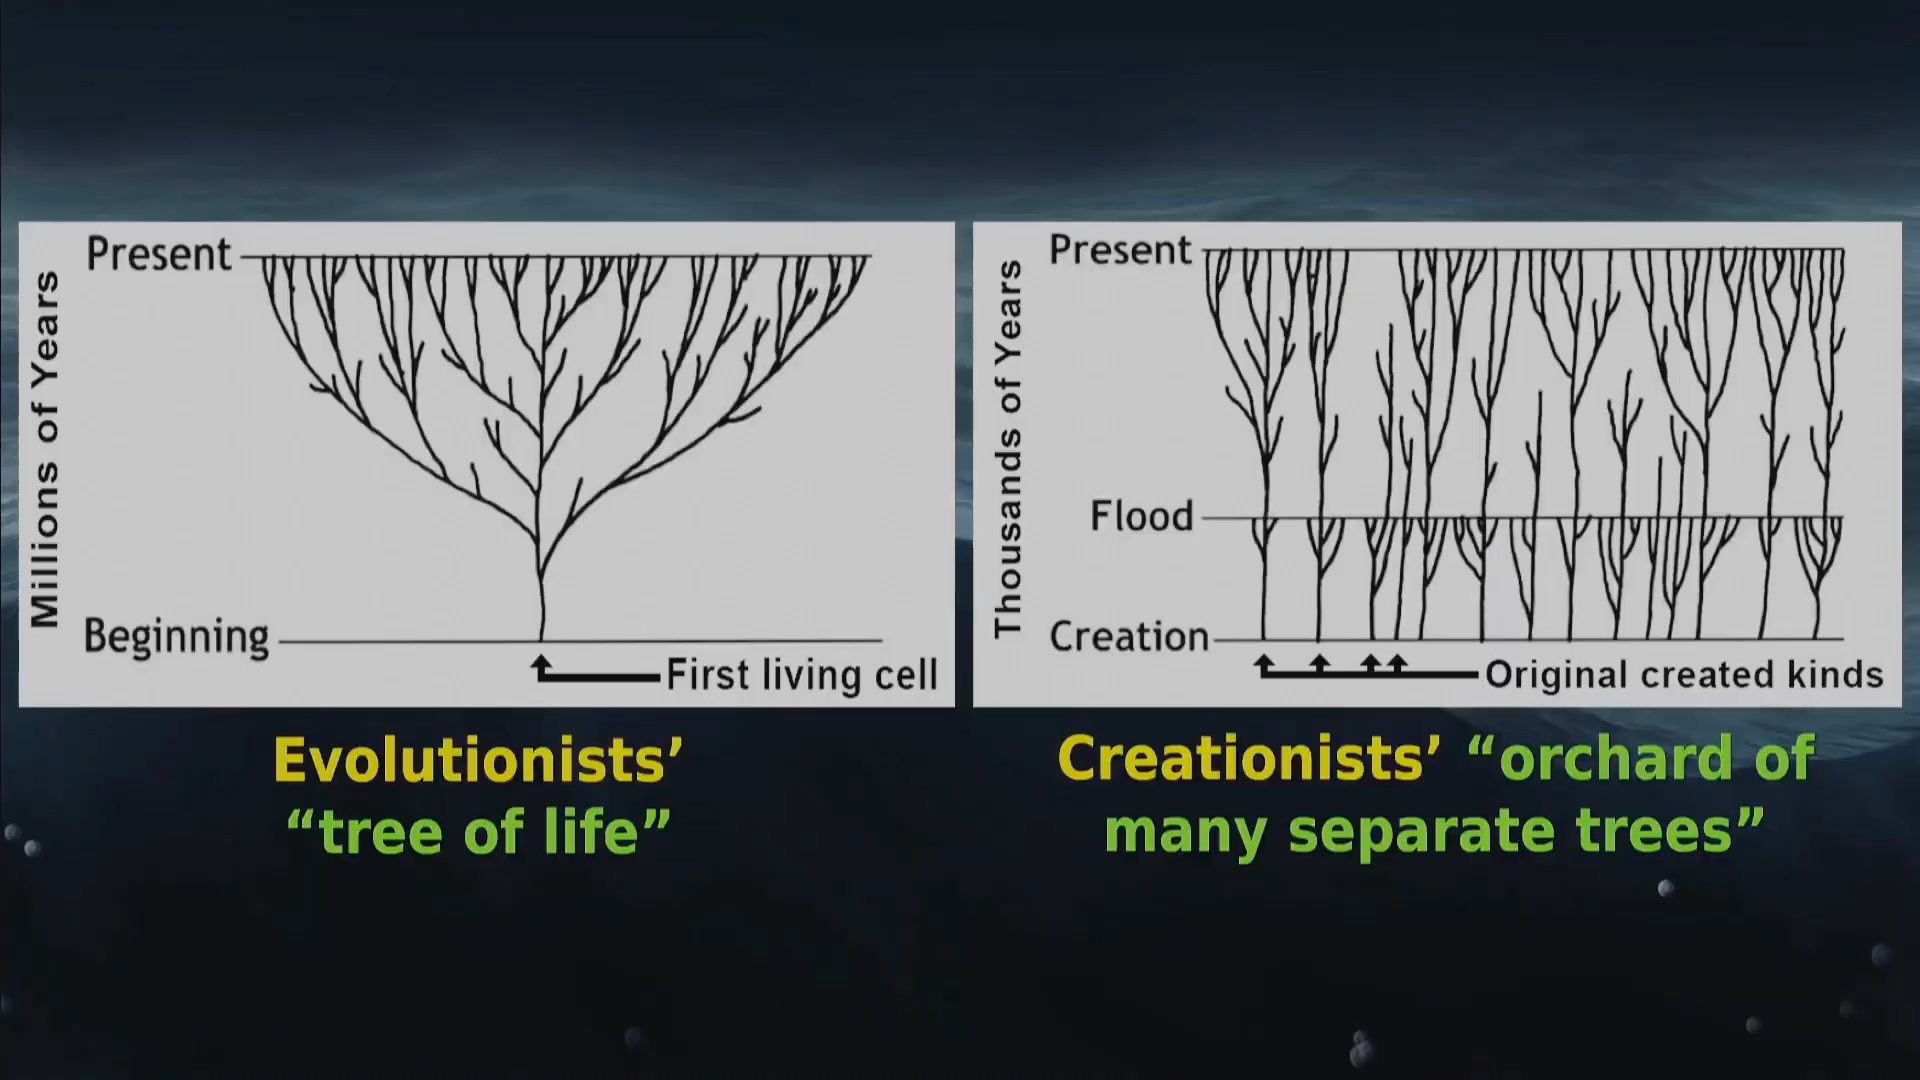 Present
Millions of Years
Beginning
First living cell
Evolutionists’
“tree of life”
Present
Thousands of Years
Flood
Creation
Original created kinds
Creationists’ “orchard of
many separate trees”